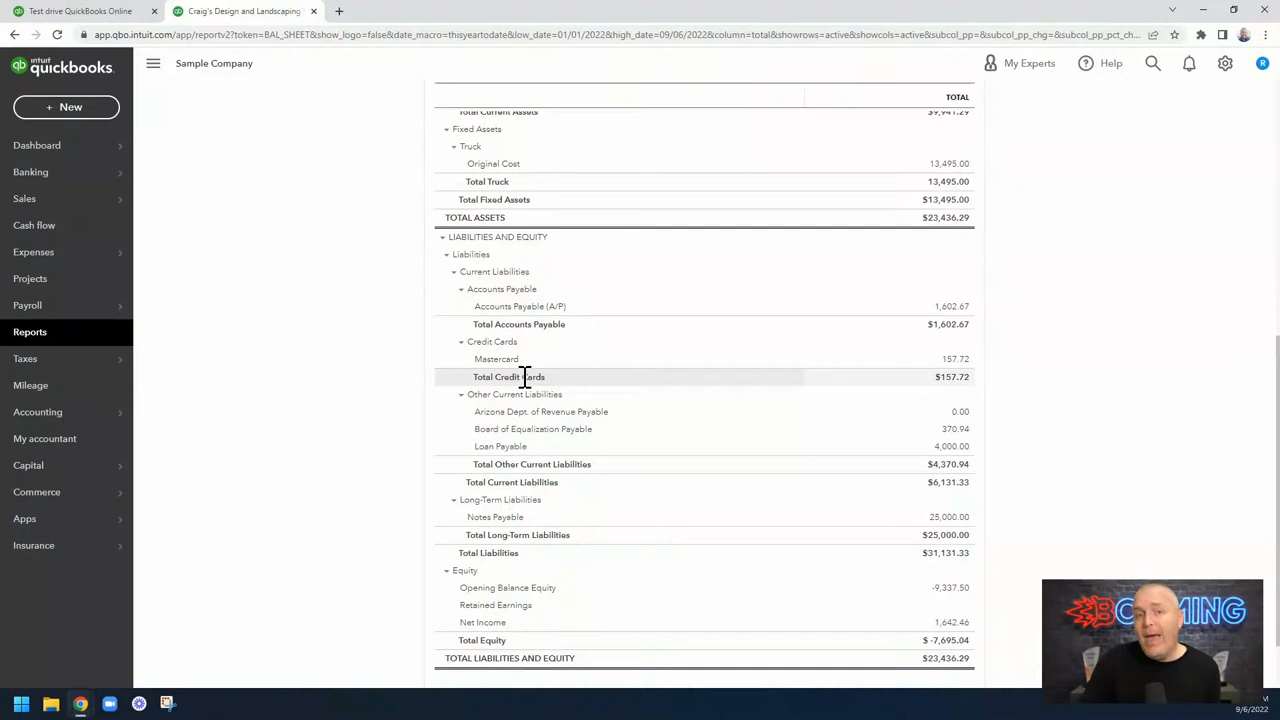 Test drive QuickBooks Online
Craig's Design and Landscaping
app.qbo.intuit.com/app/reportv2?token=BAL_SHEET&show_logo=false&date_macro=thisyeartodate&low_date=01/01/2022&high_date=09/06/2022&column=total&showrows=active&showcols=active&subcol_pp=&subcol_pp_chg=&subcol_pp_pct_ch...
intuit quickbooks
Sample Company
My Experts
Help
R
+ New
Dashboard
Banking
Sales
Cash flow
Expenses
Projects
Payroll
Reports
Taxes
Mileage
Accounting
My accountant
Capital
Commerce
Apps
Insurance
TOTAL
Total Current Assets $9,941.29
Fixed Assets
Truck
Original Cost 13,495.00
Total Truck 13,495.00
Total Fixed Assets $13,495.00
TOTAL ASSETS $23,436.29
LIABILITIES AND EQUITY
Liabilities
Current Liabilities
Accounts Payable
Accounts Payable (A/P) 1,602.67
Total Accounts Payable $1,602.67
Credit Cards
Mastercard 157.72
Total Credit Cards $157.72
Other Current Liabilities
Arizona Dept. of Revenue Payable 0.00
Board of Equalization Payable 370.94
Loan Payable 4,000.00
Total Other Current Liabilities $4,370.94
Total Current Liabilities $6,131.33
Long-Term Liabilities
Notes Payable 25,000.00
Total Long-Term Liabilities $25,000.00
Total Liabilities $31,131.33
Equity
Opening Balance Equity -9,337.50
Retained Earnings
Net Income 1,642.46
Total Equity $ -7,695.04
TOTAL LIABILITIES AND EQUITY $23,436.29
9/6/2022